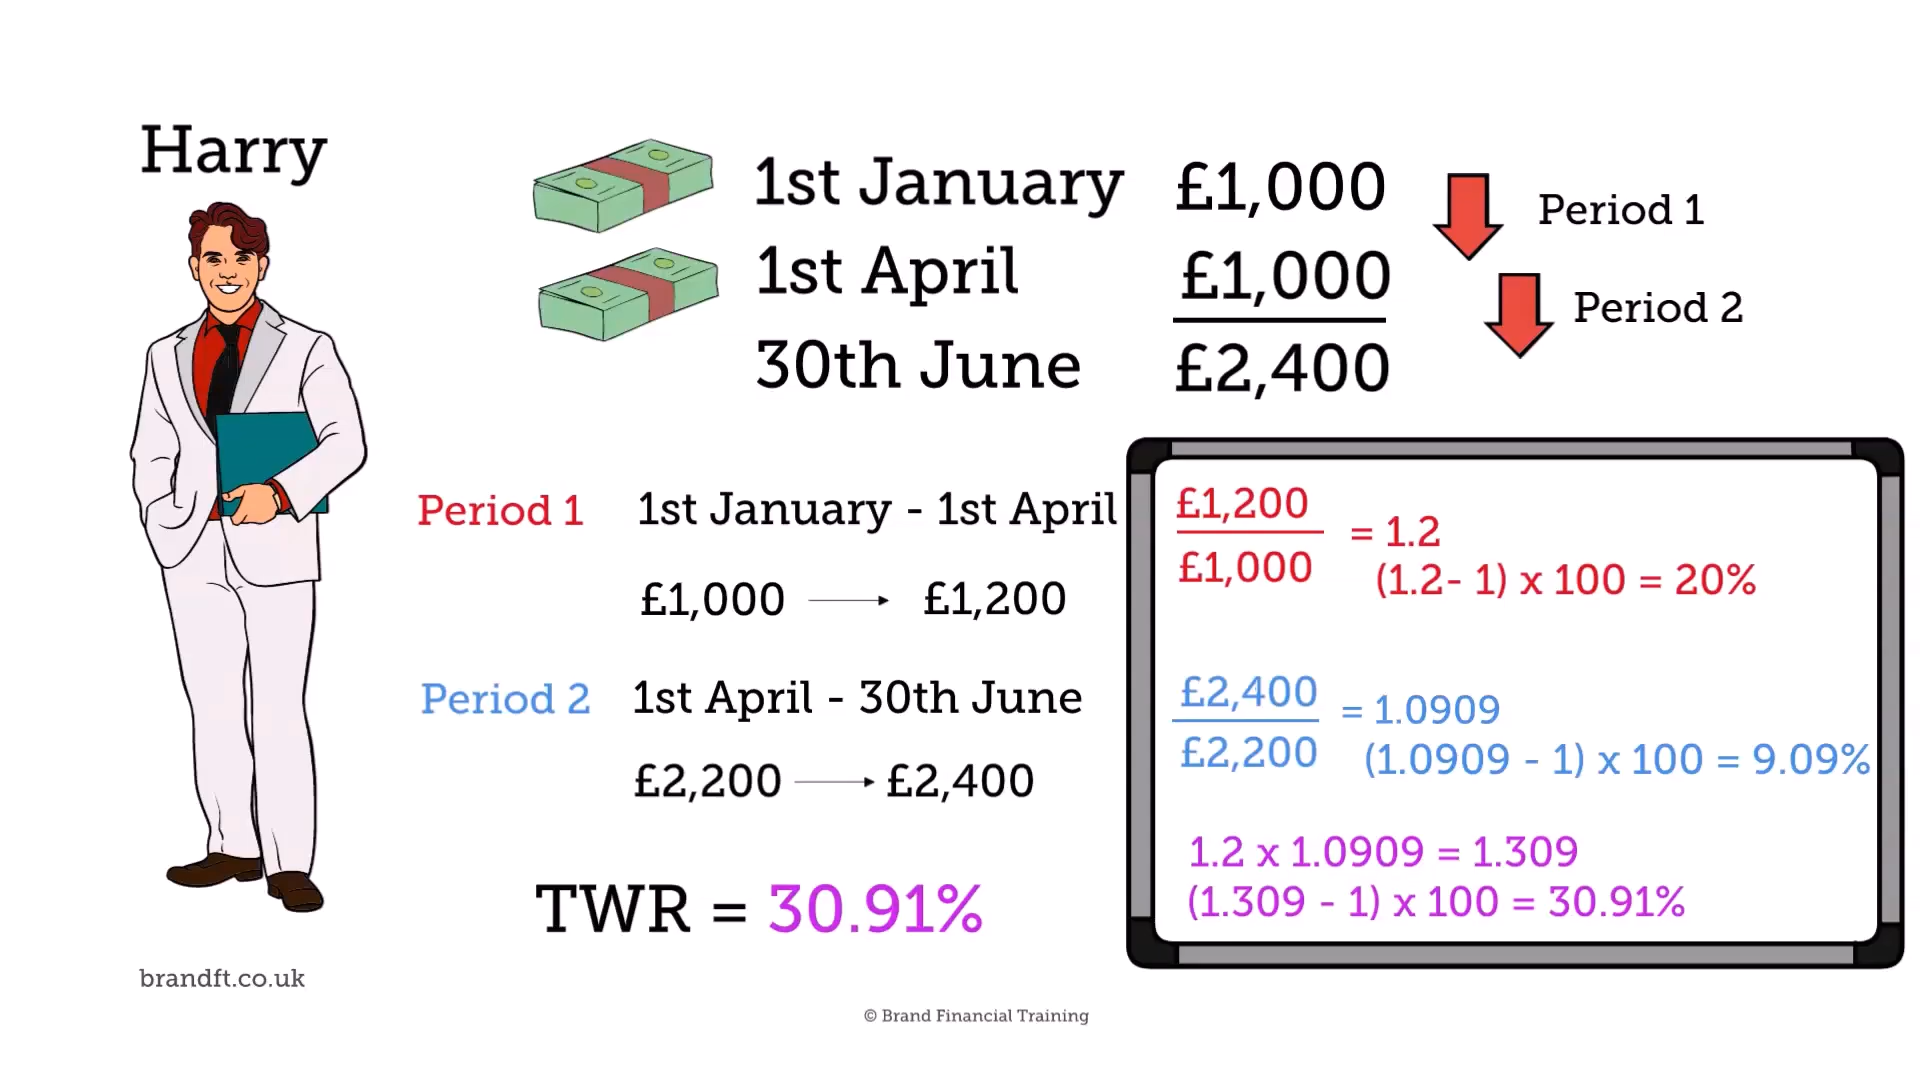 Harry
1st January £1,000
Period 1
1st April £1,000
Period 2
30th June £2,400
Period 1 1st January - 1st April
£1,000 £1,200
Period 2 1st April - 30th June
£2,200 £2,400
TWR = 30.91%
£1,200
£1,000
= 1.2
(1.2- 1) x 100 = 20%
£2,400
£2,200
= 1.0909
(1.0909 - 1) x 100 = 9.09%
1.2 x 1.0909 = 1.309
(1.309 - 1) x 100 = 30.91%
brandft.co.uk
© Brand Financial Training